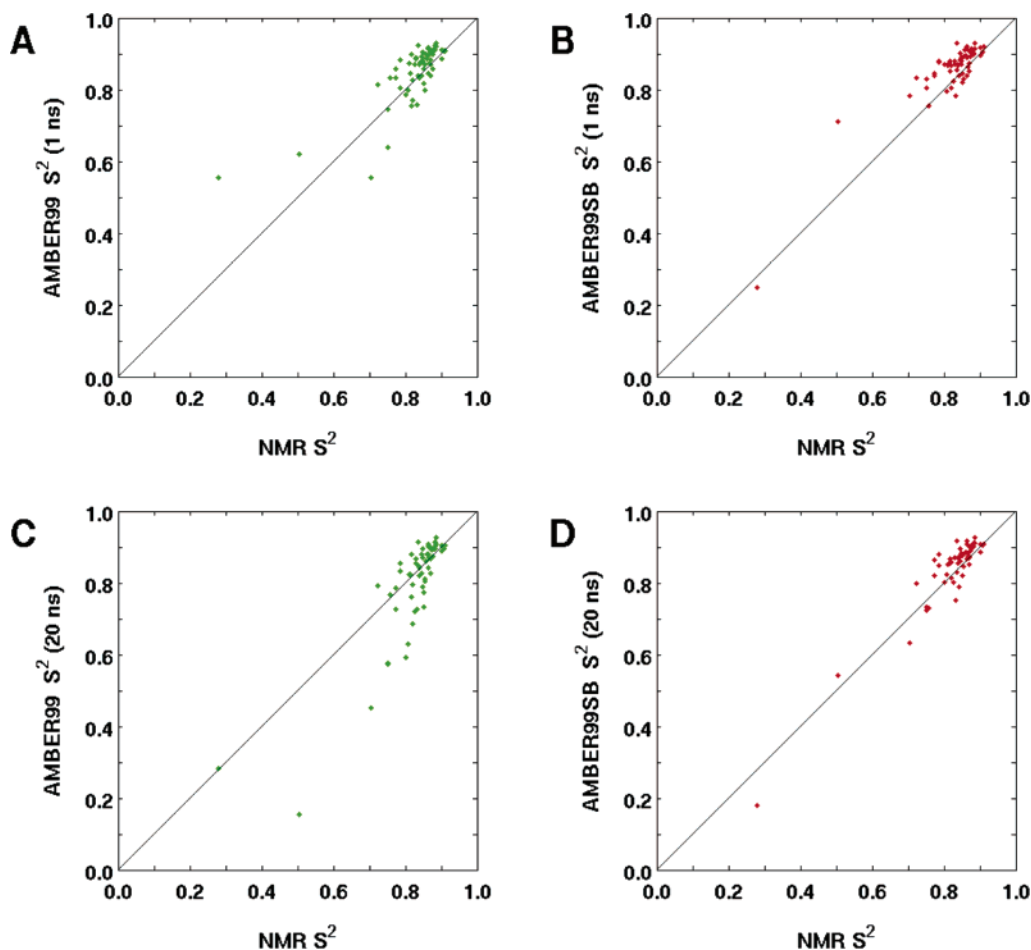 A
AMBER99 S² (1 ns)
1.0
0.8
0.6
0.4
0.2
0.0
0.0 0.2 0.4 0.6 0.8 1.0
NMR S²
B
AMBER99SB S² (1 ns)
1.0
0.8
0.6
0.4
0.2
0.0
0.0 0.2 0.4 0.6 0.8 1.0
NMR S²
C
AMBER99 S² (20 ns)
1.0
0.8
0.6
0.4
0.2
0.0
0.0 0.2 0.4 0.6 0.8 1.0
NMR S²
D
AMBER99SB S² (20 ns)
1.0
0.8
0.6
0.4
0.2
0.0
0.0 0.2 0.4 0.6 0.8 1.0
NMR S²